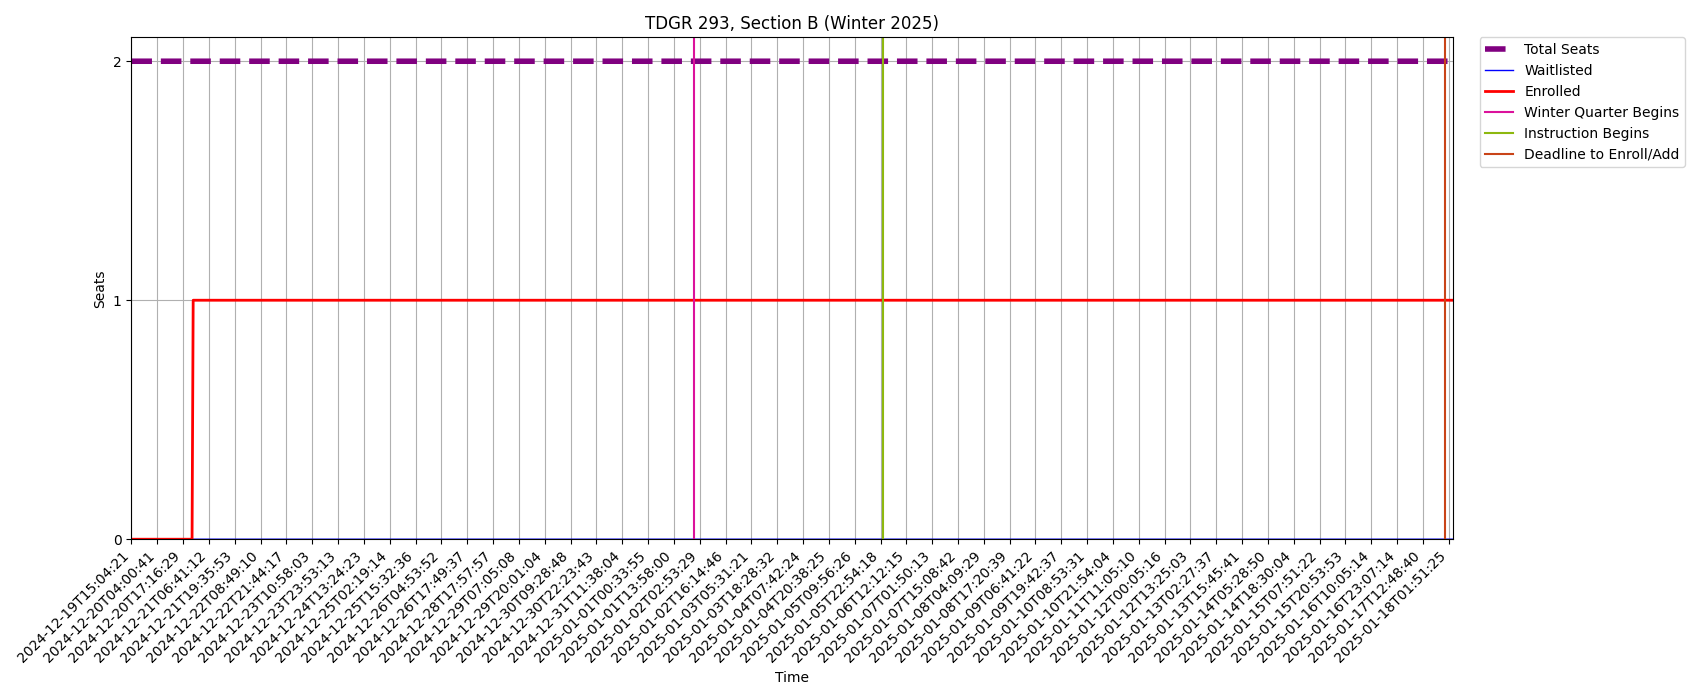 TDGR 293, Section B (Winter 2025)
Total Seats
Waitlisted
Enrolled
Winter Quarter Begins
Instruction Begins
Deadline to Enroll/Add
2
1
0
Seats
2024-12-19T15:04:21
2024-12-20T04:00:41
2024-12-20T17:16:29
2024-12-21T06:41:12
2024-12-21T19:35:53
2024-12-22T08:49:10
2024-12-22T21:44:17
2024-12-23T10:58:03
2024-12-23T23:53:13
2024-12-24T13:24:23
2024-12-25T02:19:14
2024-12-25T15:32:36
2024-12-26T04:53:52
2024-12-26T17:49:37
2024-12-28T17:57:57
2024-12-29T07:05:08
2024-12-29T20:01:04
2024-12-30T09:28:48
2024-12-30T22:23:43
2024-12-31T11:38:04
2025-01-01T00:33:55
2025-01-01T13:58:00
2025-01-02T02:53:29
2025-01-02T16:14:46
2025-01-03T05:31:21
2025-01-03T18:28:32
2025-01-04T07:42:24
2025-01-04T20:38:25
2025-01-05T09:56:26
2025-01-05T22:54:18
2025-01-06T12:12:15
2025-01-07T01:50:13
2025-01-07T15:08:42
2025-01-08T04:09:29
2025-01-08T17:20:39
2025-01-09T06:41:22
2025-01-09T19:42:37
2025-01-10T08:53:31
2025-01-10T21:54:04
2025-01-11T11:05:10
2025-01-12T00:05:16
2025-01-12T13:25:03
2025-01-13T02:27:37
2025-01-13T15:45:41
2025-01-14T05:28:50
2025-01-14T18:30:04
2025-01-15T07:51:22
2025-01-15T20:53:53
2025-01-16T10:05:14
2025-01-16T23:07:14
2025-01-17T12:48:40
2025-01-18T01:51:25
Time